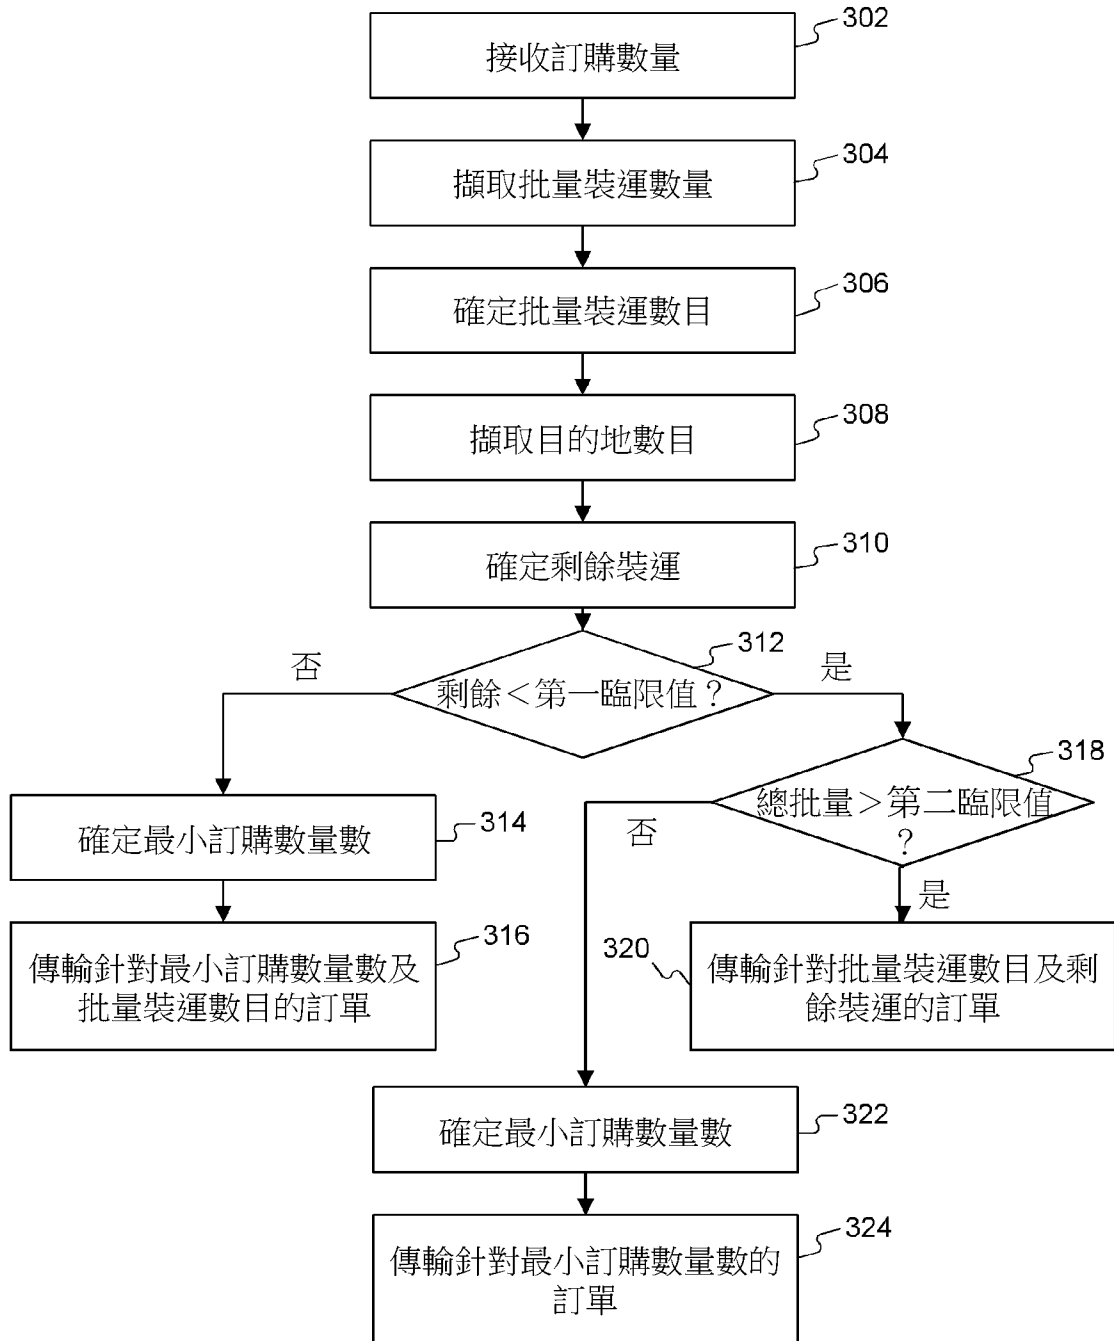 302
接收訂購數量
304
擷取批量裝運數量
306
確定批量裝運數目
308
擷取目的地數目
310
確定剩餘裝運
312
否
剩餘＜第一臨限值？
是
318
總批量＞第二臨限值
？
否
是
314
確定最小訂購數量數
316
傳輸針對最小訂購數量數及
批量裝運數目的訂單
320
傳輸針對批量裝運數目及剩
餘裝運的訂單
322
確定最小訂購數量數
324
傳輸針對最小訂購數量數的
訂單